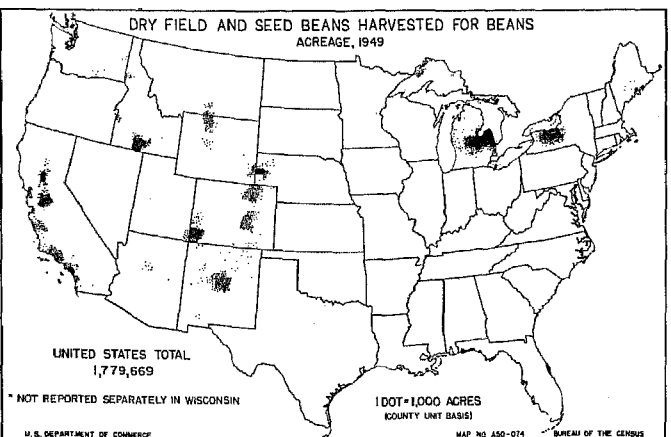 DRY FIELD AND SEED BEANS HARVESTED FOR BEANS
ACREAGE, 1949
UNITED STATES TOTAL
1,779,669
* NOT REPORTED SEPARATELY IN WISCONSIN
1 DOT=1,000 ACRES
(COUNTY UNIT BASIS)
U. S. DEPARTMENT OF COMMERCE
MAP NO. A50-074
BUREAU OF THE CENSUS